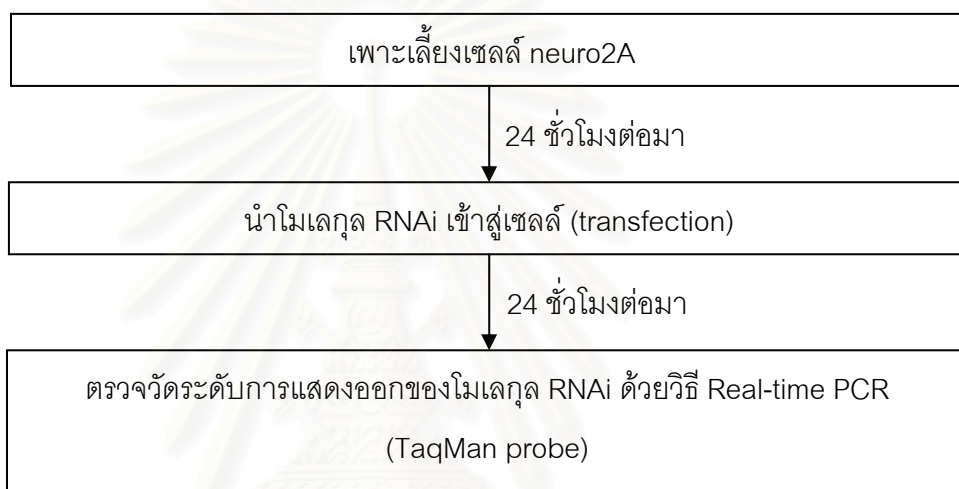 เพาะเลี้ยงเซลล์ neuro2A
24 ชั่วโมงต่อมา
นำโมเลกุล RNAi เข้าสู่เซลล์ (transfection)
24 ชั่วโมงต่อมา
ตรวจวัดระดับการแสดงออกของโมเลกุล RNAi ด้วยวิธี Real-time PCR
(TaqMan probe)